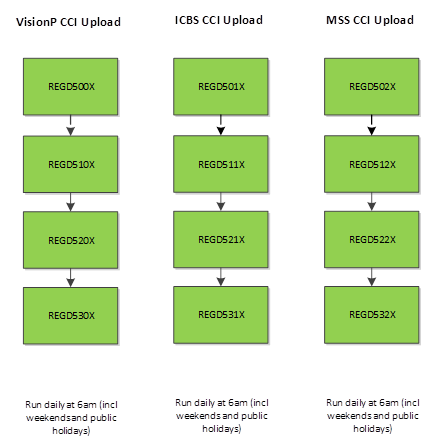 VisionP CCI Upload
ICBS CCI Upload
MSS CCI Upload
REGD500X
REGD501X
REGD502X
REGD510X
REGD511X
REGD512X
REGD520X
REGD521X
REGD522X
REGD530X
REGD531X
REGD532X
Run daily at 6am (incl
weekends and public
holidays)
Run daily at 6am (incl
weekends and public
holidays)
Run daily at 6am (incl
weekends and public
holidays)